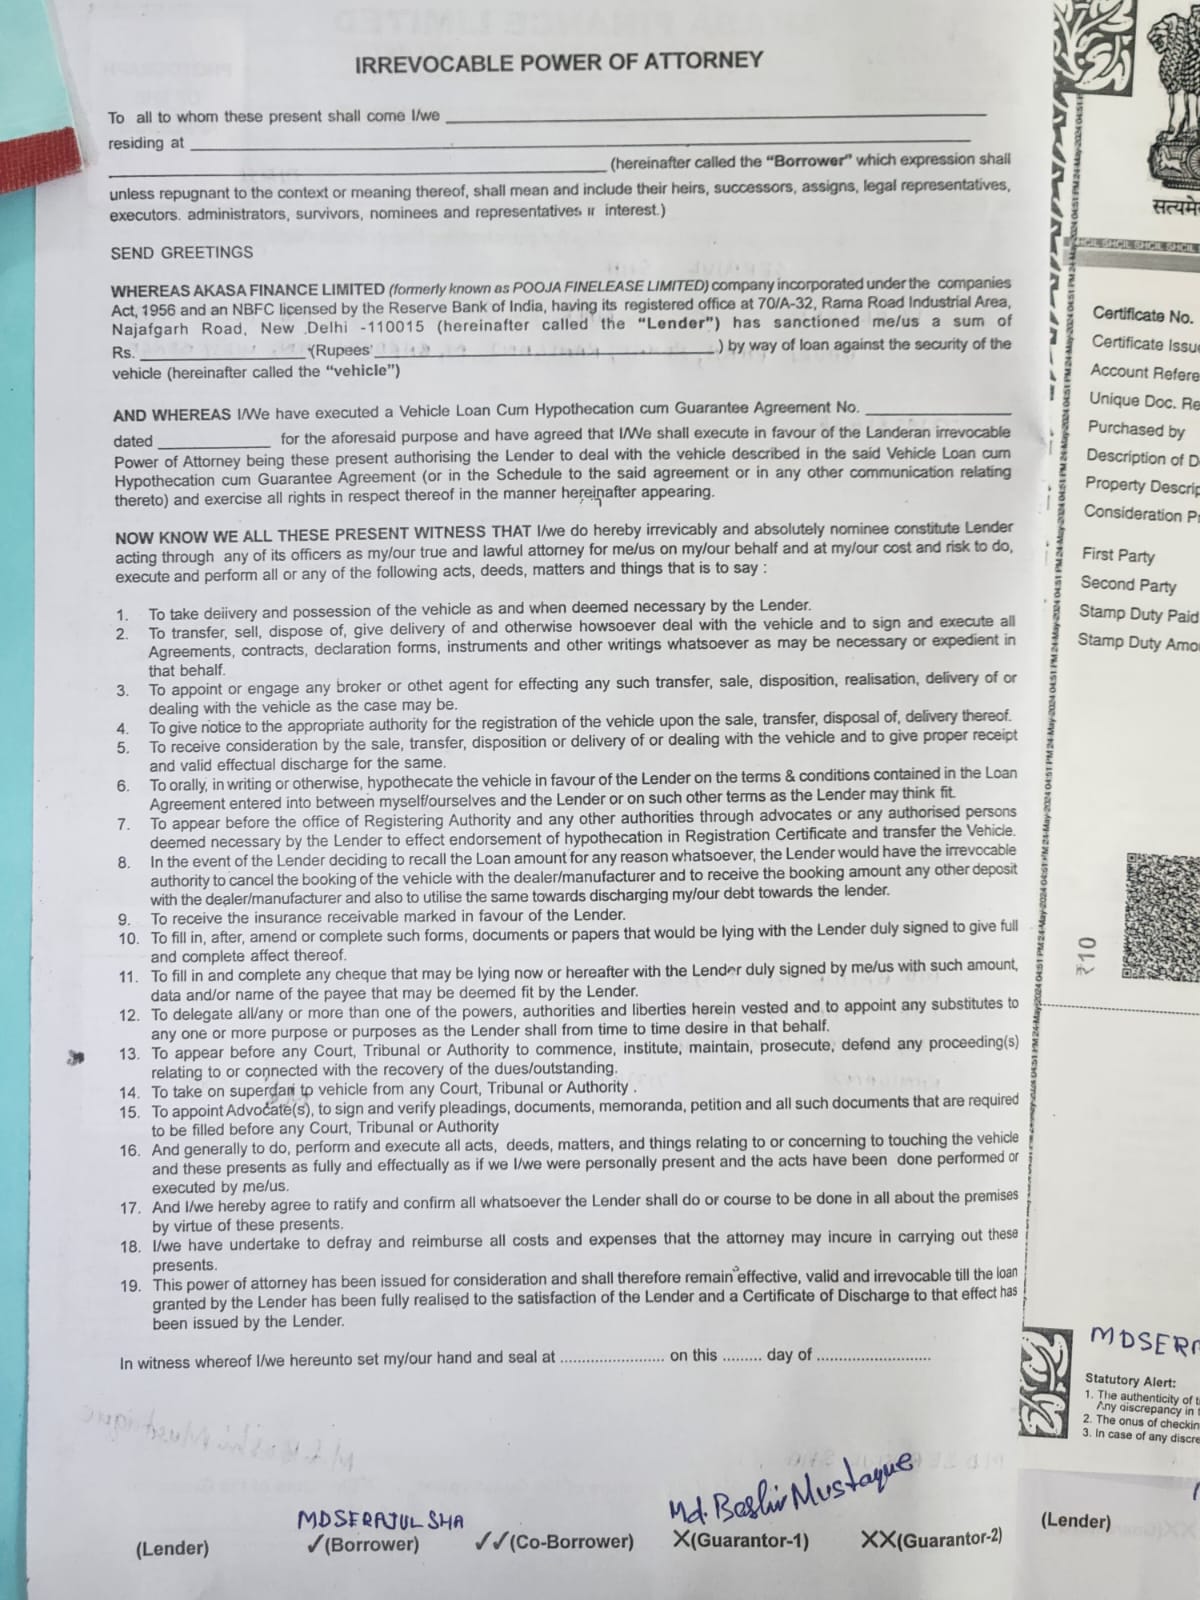 IRREVOCABLE POWER OF ATTORNEY
To all to whom these present shall come I/we
residing at
(hereinafter called the “Borrower” which expression shall
unless repugnant to the context or meaning thereof, shall mean and include their heirs, successors, assigns, legal representatives,
executors. administrators, survivors, nominees and representatives interest.)
SEND GREETINGS
WHEREAS AKASA FINANCE LIMITED (formerly known as POOJA FINELEASE LIMITED) company incorporated under the companies
Act, 1956 and an NBFC licensed by the Reserve Bank of India, having its registered office at 70/A-32, Rama Road Industrial Area,
Najafgarh Road, New Delhi -110015 (hereinafter called the “Lender”) has sanctioned me/us a sum of
Rs. (Rupees ) by way of loan against the security of the
vehicle (hereinafter called the “vehicle”)
AND WHEREAS I/We have executed a Vehicle Loan Cum Hypothecation cum Guarantee Agreement No.
dated for the aforesaid purpose and have agreed that I/We shall execute in favour of the Landeran irrevocable
Power of Attorney being these present authorising the Lender to deal with the vehicle described in the said Vehicle Loan cum
Hypothecation cum Guarantee Agreement (or in the Schedule to the said agreement or in any other communication relating
thereto) and exercise all rights in respect thereof in the manner hereinafter appearing.
NOW KNOW WE ALL THESE PRESENT WITNESS THAT I/we do hereby irrevicably and absolutely nominee constitute Lender
acting through any of its officers as my/our true and lawful attorney for me/us on my/our behalf and at my/our cost and risk to do,
execute and perform all or any of the following acts, deeds, matters and things that is to say :
1. To take delivery and possession of the vehicle as and when deemed necessary by the Lender.
2. To transfer, sell, dispose of, give delivery of and otherwise howsoever deal with the vehicle and to sign and execute all
Agreements, contracts, declaration forms, instruments and other writings whatsoever as may be necessary or expedient in
that behalf.
3. To appoint or engage any broker or othet agent for effecting any such transfer, sale, disposition, realisation, delivery of or
dealing with the vehicle as the case may be.
4. To give notice to the appropriate authority for the registration of the vehicle upon the sale, transfer, disposal of, delivery thereof.
5. To receive consideration by the sale, transfer, disposition or delivery of or dealing with the vehicle and to give proper receipt
and valid effectual discharge for the same.
6. To orally, in writing or otherwise, hypothecate the vehicle in favour of the Lender on the terms & conditions contained in the Loan
Agreement entered into between myself/ourselves and the Lender or on such other terms as the Lender may think fit.
7. To appear before the office of Registering Authority and any other authorities through advocates or any authorised persons
deemed necessary by the Lender to effect endorsement of hypothecation in Registration Certificate and transfer the Vehicle.
8. In the event of the Lender deciding to recall the Loan amount for any reason whatsoever, the Lender would have the irrevocable
authority to cancel the booking of the vehicle with the dealer/manufacturer and to receive the booking amount any other deposit
with the dealer/manufacturer and also to utilise the same towards discharging my/our debt towards the lender.
9. To receive the insurance receivable marked in favour of the Lender.
10. To fill in, after, amend or complete such forms, documents or papers that would be lying with the Lender duly signed to give full
and complete affect thereof.
11. To fill in and complete any cheque that may be lying now or hereafter with the Lender duly signed by me/us with such amount,
data and/or name of the payee that may be deemed fit by the Lender.
12. To delegate all/any or more than one of the powers, authorities and liberties herein vested and to appoint any substitutes to
any one or more purpose or purposes as the Lender shall from time to time desire in that behalf.
13. To appear before any Court, Tribunal or Authority to commence, institute, maintain, prosecute, defend any proceeding(s)
relating to or connected with the recovery of the dues/outstanding.
14. To take on superdari to vehicle from any Court, Tribunal or Authority .
15. To appoint Advocate(s), to sign and verify pleadings, documents, memoranda, petition and all such documents that are required
to be filled before any Court, Tribunal or Authority
16. And generally to do, perform and execute all acts, deeds, matters, and things relating to or concerning to touching the vehicle
and these presents as fully and effectually as if we I/we were personally present and the acts have been done performed or
executed by me/us.
17. And I/we hereby agree to ratify and confirm all whatsoever the Lender shall do or course to be done in all about the premises
by virtue of these presents.
18. I/we have undertake to defray and reimburse all costs and expenses that the attorney may incure in carrying out these
presents.
19. This power of attorney has been issued for consideration and shall therefore remain effective, valid and irrevocable till the loan
granted by the Lender has been fully realised to the satisfaction of the Lender and a Certificate of Discharge to that effect has
been issued by the Lender.
In witness whereof I/we hereunto set my/our hand and seal at ........................ on this ......... day of ..........................
MDSERAJUL SHA
Md. Beshir Mustaque
(Lender) ✓(Borrower) ✓✓(Co-Borrower) X(Guarantor-1) XX(Guarantor-2)
Certificate No.
Certificate Issu
Account Refere
Unique Doc. Re
Purchased by
Description of D
Property Descrip
Consideration P
First Party
Second Party
Stamp Duty Paid
Stamp Duty Amo
₹10
24-May-2024 04:51 PM
MDSER
Statutory Alert:
1. The authenticity of
Any discrepancy in
2. The onus of checkin
3. In case of any discre
(Lender)